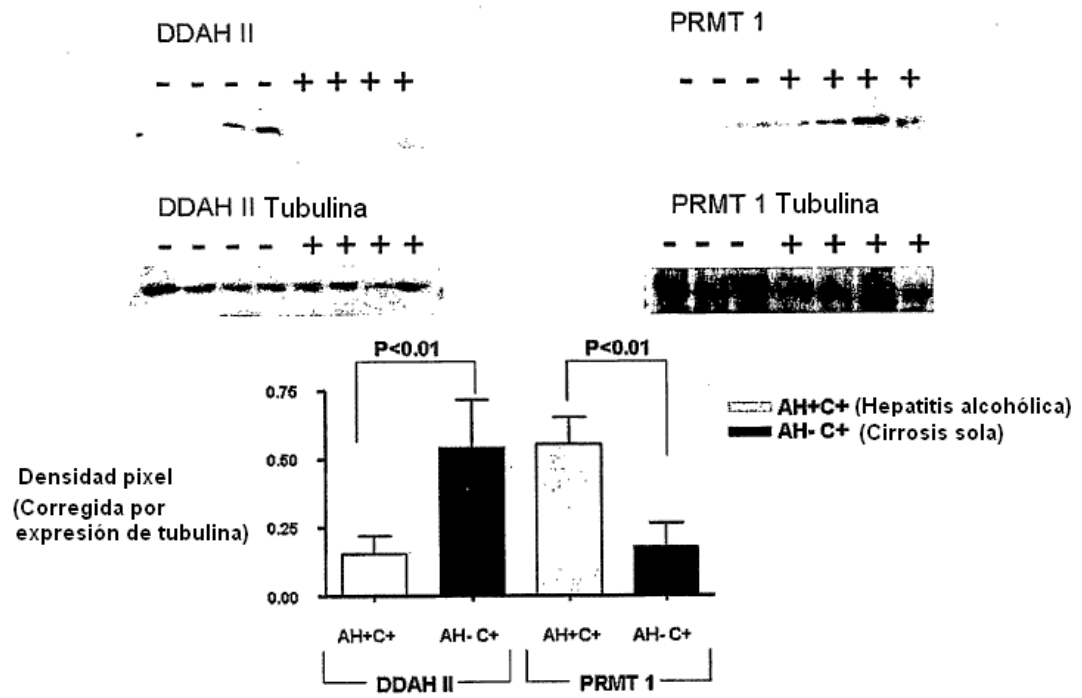 DDAH II
- - - - + + + +
PRMT 1
- - - + + + +
DDAH II Tubulina
- - - - + + + +
PRMT 1 Tubulina
- - - + + + +
P<0.01
P<0.01
0.75
0.50
0.25
0.00
Densidad pixel
(Corregida por
expresión de tubulina)
AH+C+ (Hepatitis alcohólica)
AH- C+ (Cirrosis sola)
AH+C+
AH- C+
AH+C+
AH- C+
DDAH II
PRMT 1